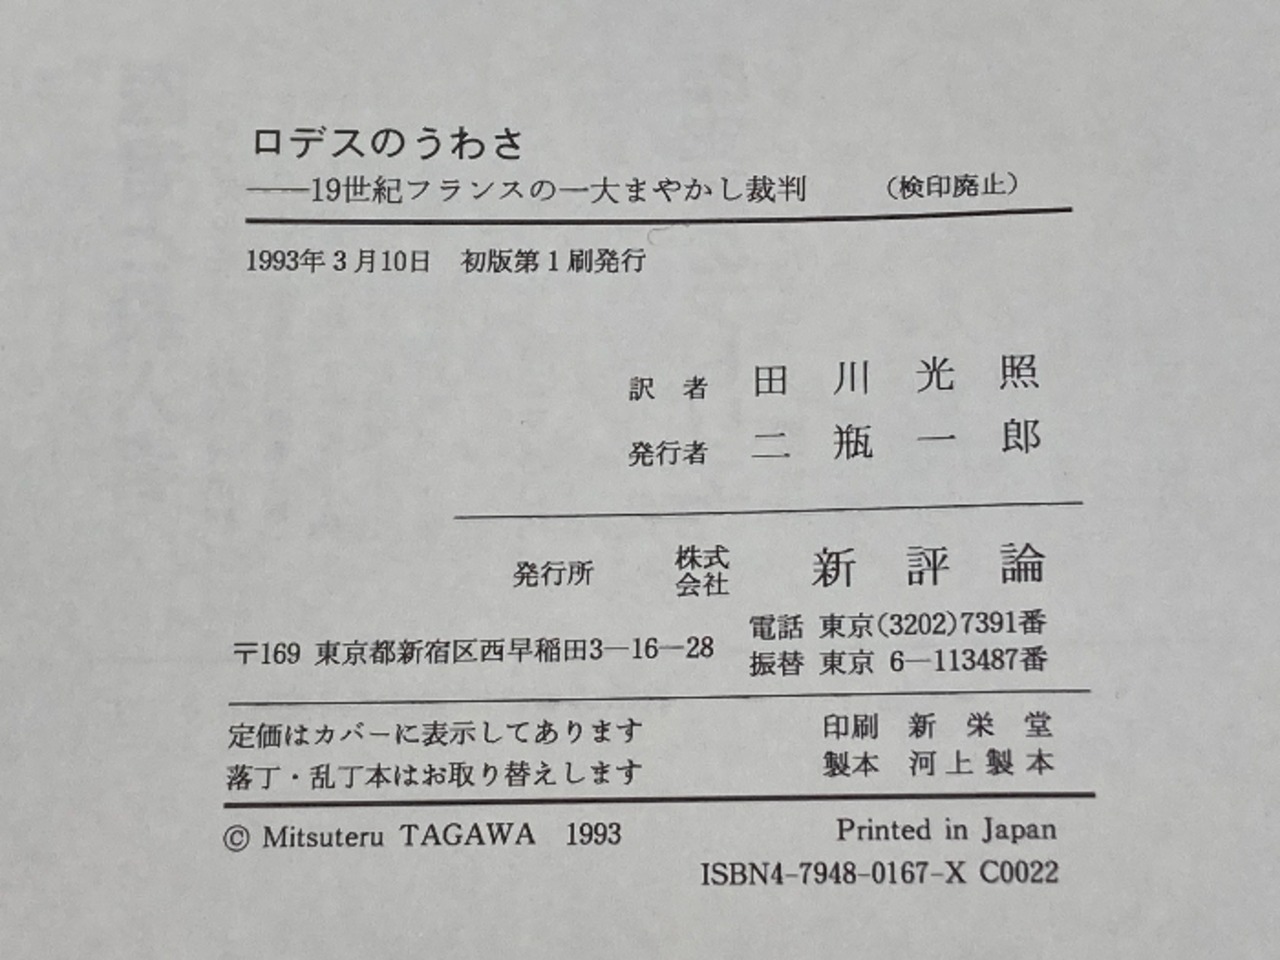 ロデスのうわさ
——19世紀フランスの一大まやかし裁判　（検印廃止）
1993年3月10日　初版第1刷発行
訳　者　田　川　光　照
発行者　二　瓶　一　郎
発行所　株式会社　新　評　論
〒169 東京都新宿区西早稲田3—16—28
電話 東京(3202)7391番
振替 東京 6—113487番
定価はカバーに表示してあります
落丁・乱丁本はお取り替えします
印刷　新　栄　堂
製本　河上製本
© Mitsuteru TAGAWA　1993
Printed in Japan
ISBN4-7948-0167-X C0022